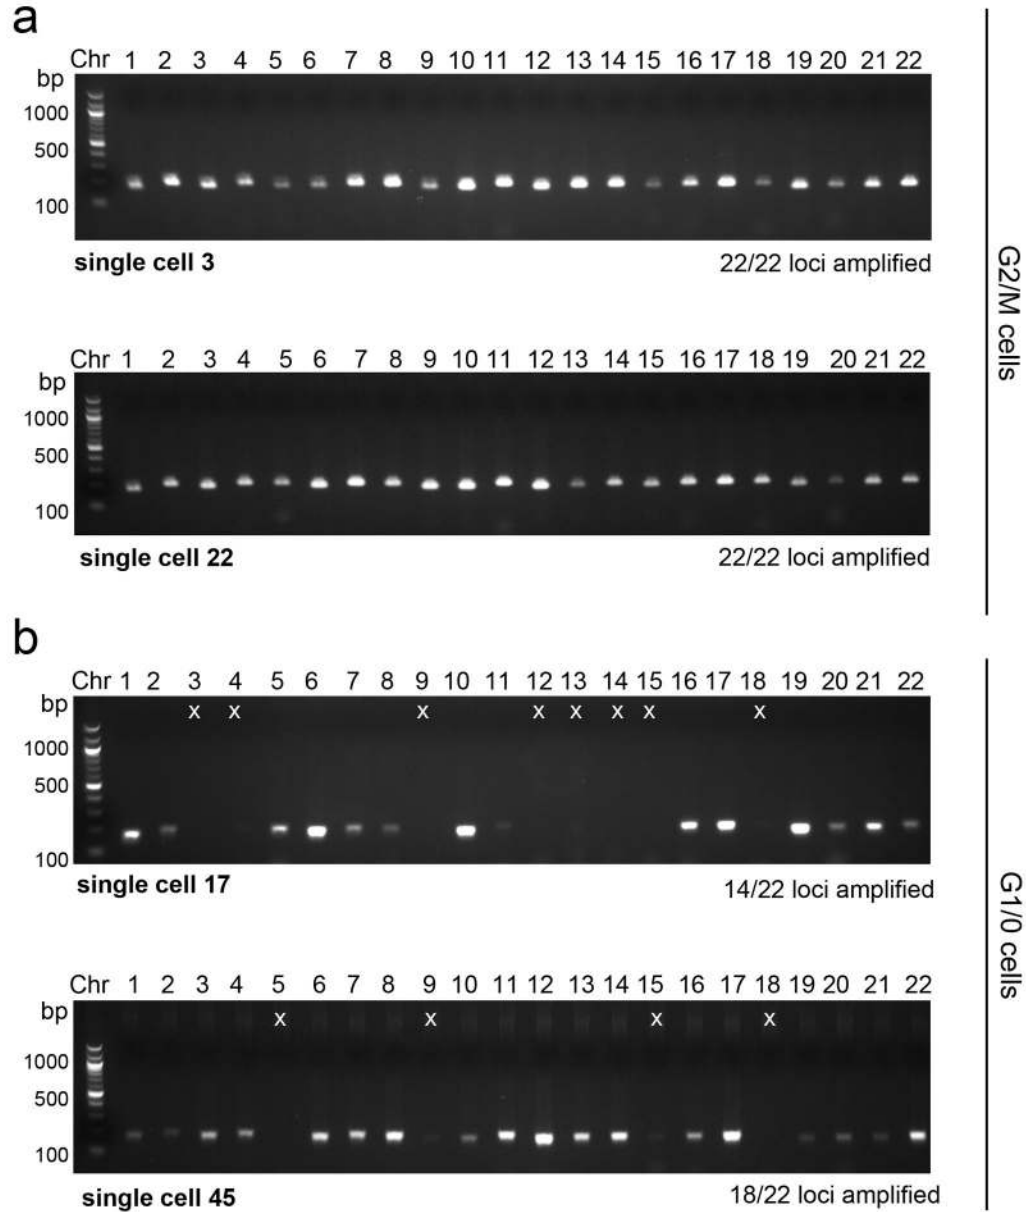 a
Chr 1 2 3 4 5 6 7 8 9 10 11 12 13 14 15 16 17 18 19 20 21 22
bp
1000
500
100
single cell 3 22/22 loci amplified
Chr 1 2 3 4 5 6 7 8 9 10 11 12 13 14 15 16 17 18 19 20 21 22
bp
1000
500
100
single cell 22 22/22 loci amplified
G2/M cells
b
Chr 1 2 3 4 5 6 7 8 9 10 11 12 13 14 15 16 17 18 19 20 21 22
bp x x x x x x x x
1000
500
100
single cell 17 14/22 loci amplified
Chr 1 2 3 4 5 6 7 8 9 10 11 12 13 14 15 16 17 18 19 20 21 22
bp x x x x
1000
500
100
single cell 45 18/22 loci amplified
G1/0 cells